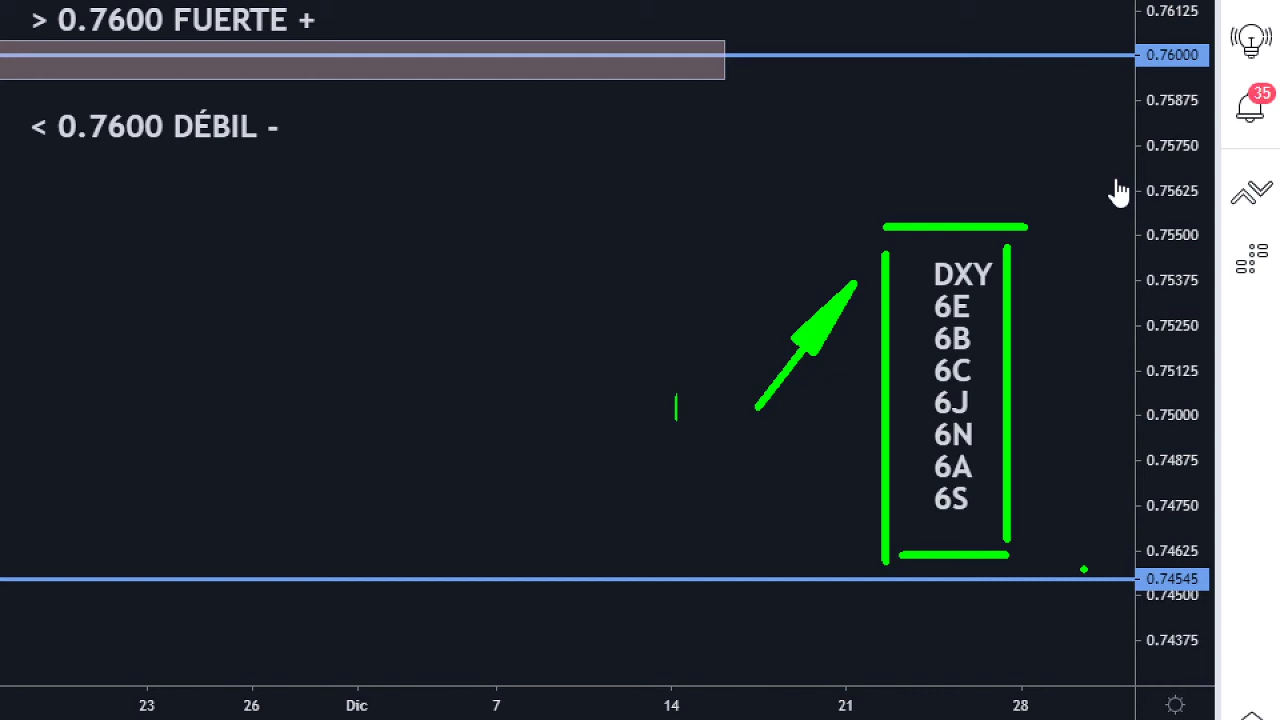 > 0.7600 FUERTE +
< 0.7600 DÉBIL -
DXY
6E
6B
6C
6J
6N
6A
6S
0.76125
0.76000
0.75875
0.75750
0.75625
0.75500
0.75375
0.75250
0.75125
0.75000
0.74875
0.74750
0.74625
0.74545
0.74500
0.74375
23 26 Dic 7 14 21 28
35